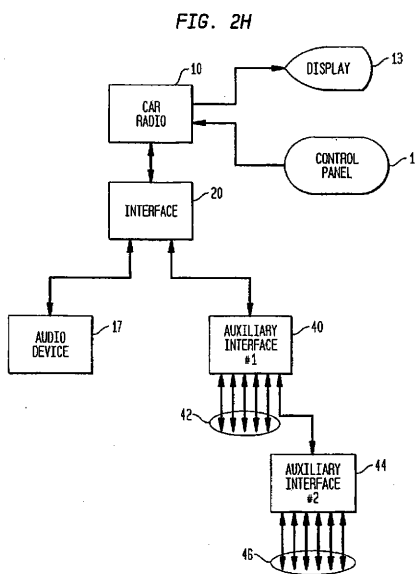 FIG. 2H
10
CAR
RADIO
DISPLAY
13
CONTROL
PANEL
1
20
INTERFACE
AUDIO
DEVICE
17
AUXILIARY
INTERFACE
#1
40
42
AUXILIARY
INTERFACE
#2
44
46